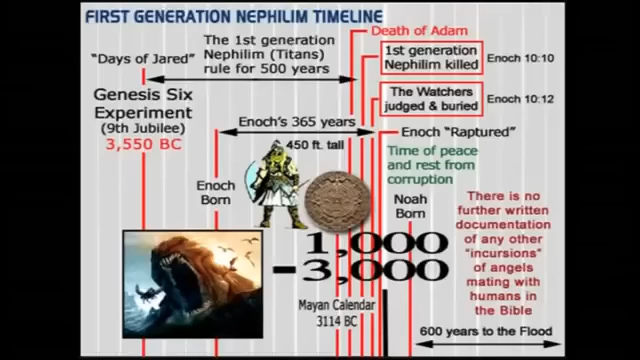 FIRST GENERATION NEPHILIM TIMELINE
Death of Adam
The 1st generation
Nephilim (Titans)
rule for 500 years
"Days of Jared"
1st generation
Nephilim killed
Enoch 10:10
Genesis Six
Experiment
(9th Jubilee)
3,550 BC
The Watchers
judged & buried
Enoch 10:12
Enoch's 365 years
Enoch "Raptured"
450 ft. tall
Time of peace
and rest from
corruption
Enoch
Born
Noah
Born
There is no
further written
documentation
of any other
"incursions"
of angels
mating with
humans in
the Bible
1,000
-3,000
Mayan Calendar
3114 BC
600 years to the Flood